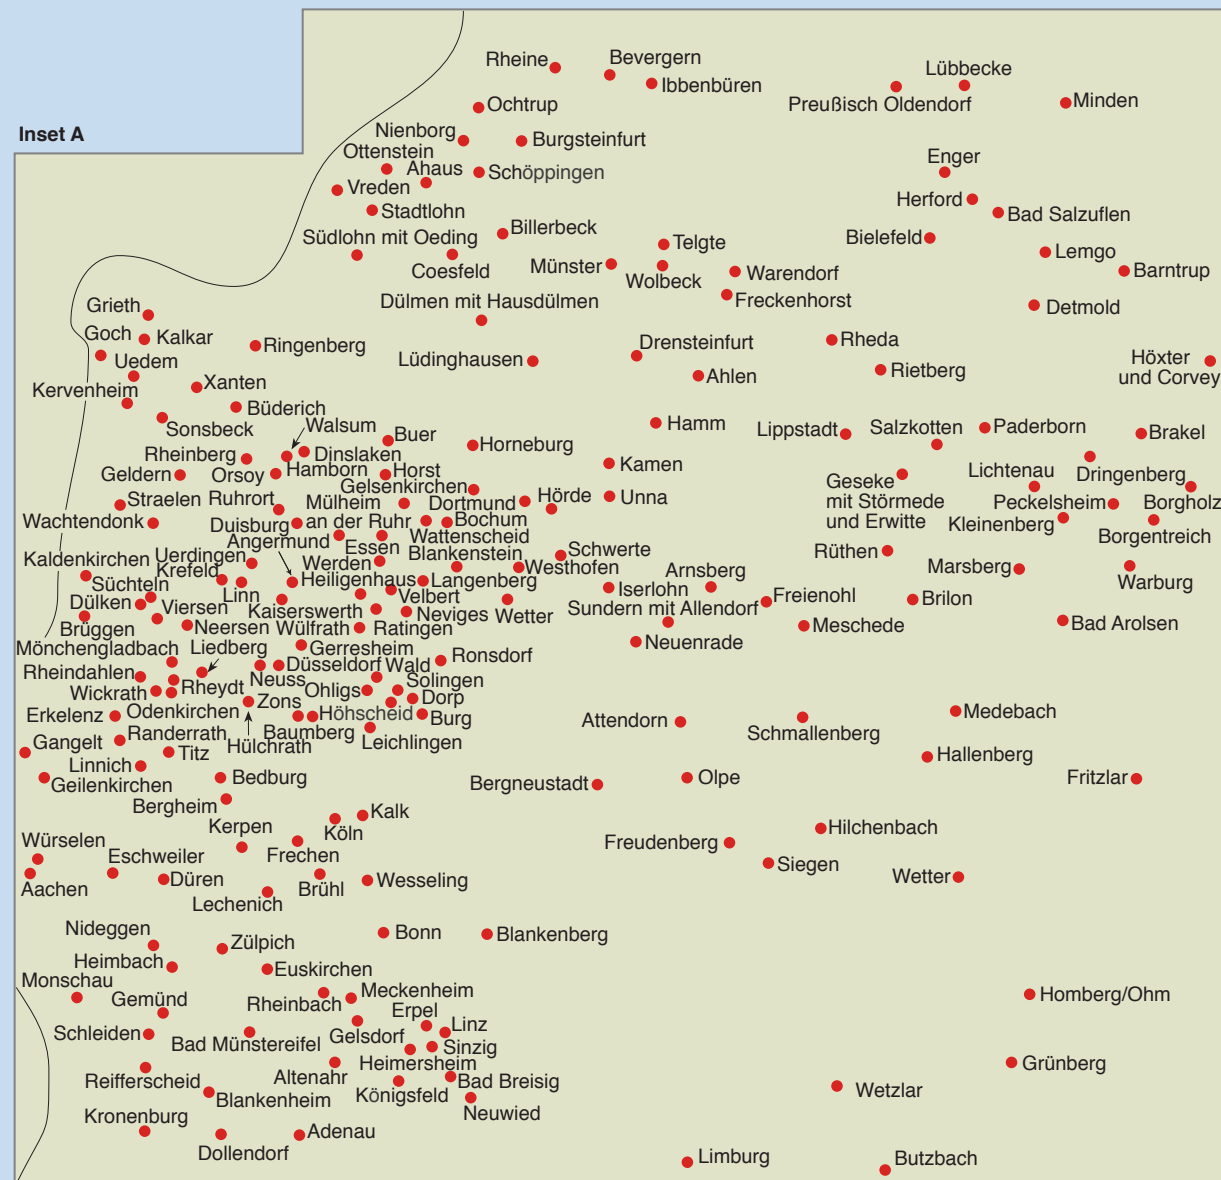 Inset A
Rheine
Bevergern
Ibbenbüren
Lübbecke
Preußisch Oldendorf
Minden
Ochtrup
Nienborg
Burgsteinfurt
Ottenstein
Ahaus
Schöppingen
Enger
Vreden
Stadtlohn
Herford
Bad Salzuflen
Südlohn mit Oeding
Billerbeck
Coesfeld
Münster
Telgte
Wolbeck
Warendorf
Freckenhorst
Bielefeld
Lemgo
Barntrup
Detmold
Dülmen mit Hausdülmen
Grieth
Goch
Kalkar
Uedem
Ringenberg
Kervenheim
Xanten
Lüdinghausen
Drensteinfurt
Ahlen
Rheda
Rietberg
Höxter
und Corvey
Büderich
Sonsbeck
Walsum
Buer
Horneburg
Hamm
Lippstadt
Salzkotten
Paderborn
Brakel
Rheinberg
Dinslaken
Geldern
Orsoy
Hamborn
Horst
Gelsenkirchen
Kamen
Lichtenau
Dringenberg
Geseke
mit Störmede
und Erwitte
Straelen
Ruhrort
Mülheim
an der Ruhr
Dortmund
Hörde
Unna
Peckelsheim
Borgholz
Wachtendonk
Duisburg
Wattenscheid
Bochum
Kleinenberg
Borgentreich
Angermund
Essen
Kaldenkirchen
Uerdingen
Krefeld
Werden
Blankenstein
Schwerte
Westhofen
Rüthen
Marsberg
Warburg
Süchteln
Linn
Heiligenhaus
Langenberg
Iserlohn
Arnsberg
Dülken
Viersen
Kaiserswerth
Velbert
Neviges
Wetter
Sundern mit Allendorf
Freienohl
Brilon
Brüggen
Neersen
Wülfrath
Ratingen
Meschede
Bad Arolsen
Mönchengladbach
Liedberg
Gerresheim
Neuenrade
Rheindahlen
Neuss
Düsseldorf
Wald
Ronsdorf
Wickrath
Rheydt
Ohligs
Solingen
Dorp
Erkelenz
Odenkirchen
Zons
Höhscheid
Burg
Attendorn
Schmallenberg
Medebach
Randerrath
Hülchrath
Baumberg
Leichlingen
Gangelt
Titz
Linnich
Hallenberg
Geilenkirchen
Bedburg
Bergneustadt
Olpe
Fritzlar
Bergheim
Kalk
Köln
Kerpen
Frechen
Hilchenbach
Freudenberg
Würselen
Eschweiler
Siegen
Wetter
Aachen
Düren
Brühl
Wesseling
Lechenich
Nideggen
Zülpich
Bonn
Blankenberg
Heimbach
Euskirchen
Monschau
Gemünd
Rheinbach
Meckenheim
Homberg/Ohm
Erpel
Linz
Schleiden
Bad Münstereifel
Gelsdorf
Sinzig
Heimersheim
Grünberg
Reifferscheid
Altenahr
Königsfeld
Bad Breisig
Wetzlar
Blankenheim
Neuwied
Kronenburg
Dollendorf
Adenau
Limburg
Butzbach